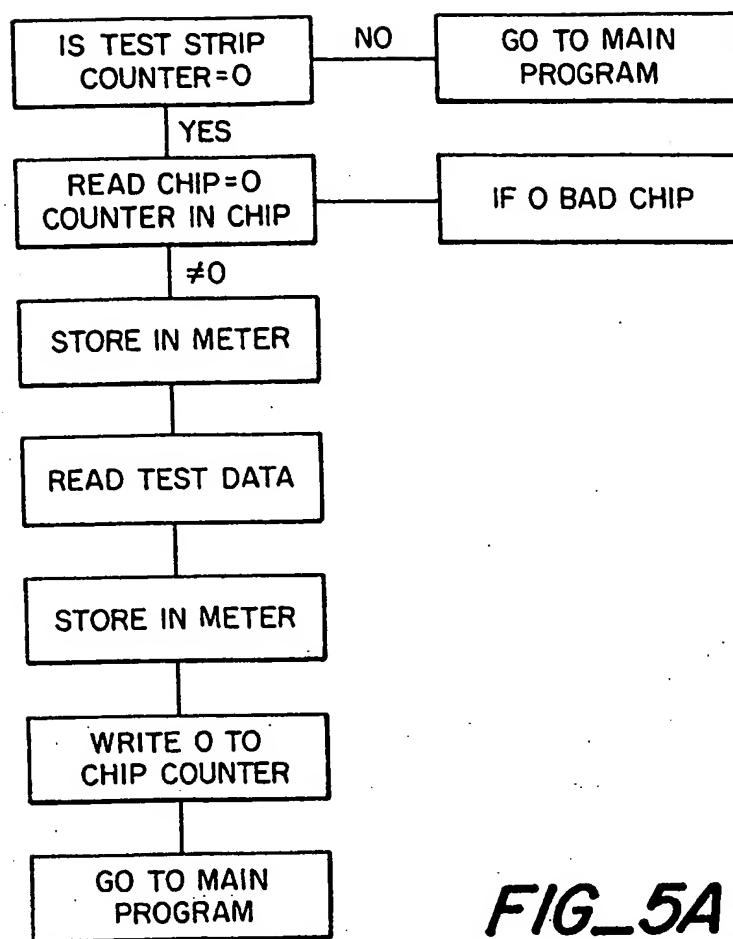 IS TEST STRIP
COUNTER=0
NO
GO TO MAIN
PROGRAM
YES
READ CHIP=0
COUNTER IN CHIP
IF 0 BAD CHIP
≠0
STORE IN METER
READ TEST DATA
STORE IN METER
WRITE 0 TO
CHIP COUNTER
GO TO MAIN
PROGRAM
FIG_5A